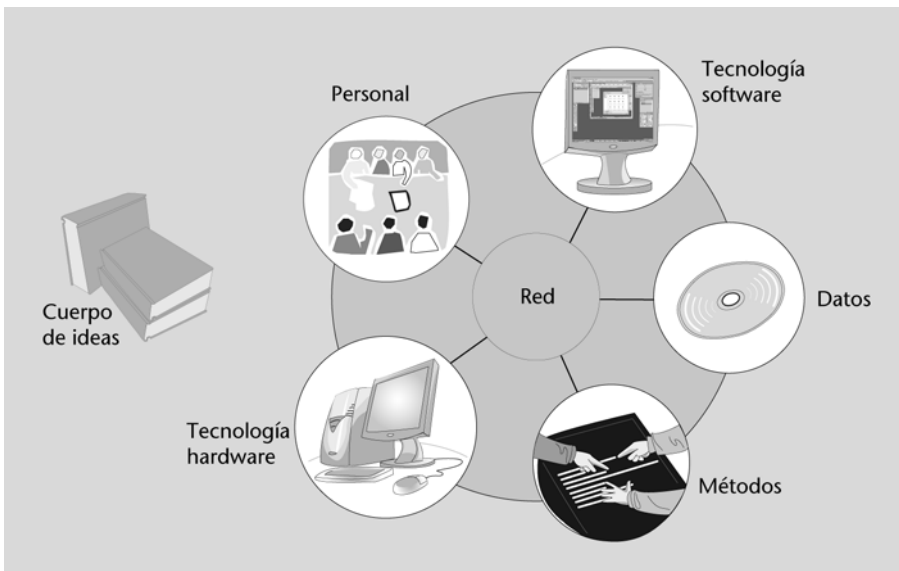 Tecnología
software
Personal
Red
Datos
Cuerpo
de ideas
Tecnología
hardware
Métodos